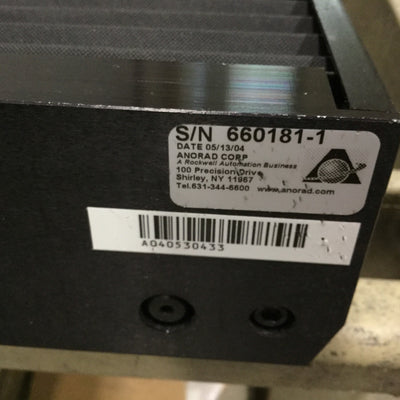 S/N 660181-1
DATE 05/13/04
ANORAD CORP
A Rockwell Automation Business
100 Precision Drive
Shirley, NY 11967
Tel.631-344-6600 www.anorad.com
A040530433